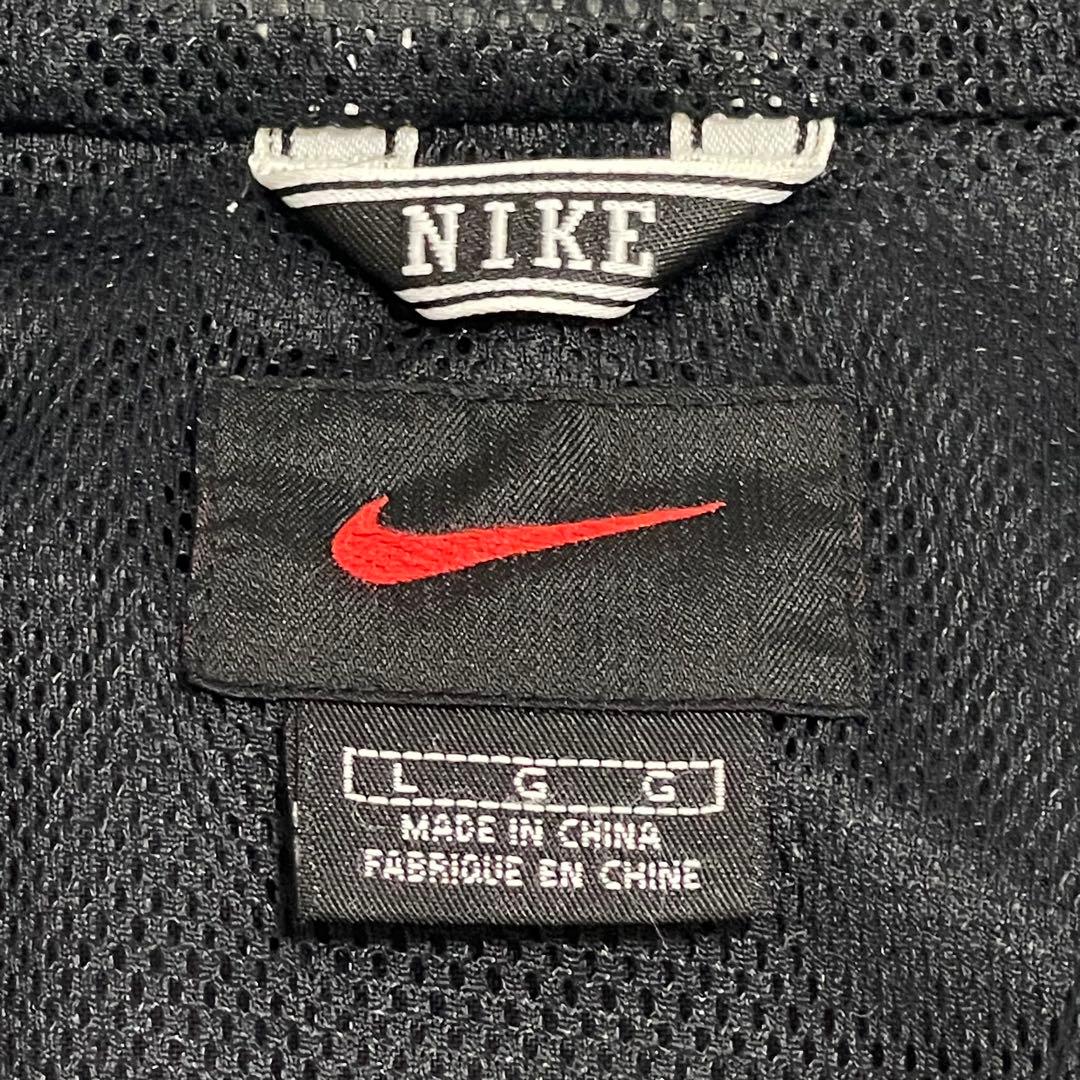 NIKE
L G G
MADE IN CHINA
FABRIQUE EN CHINE